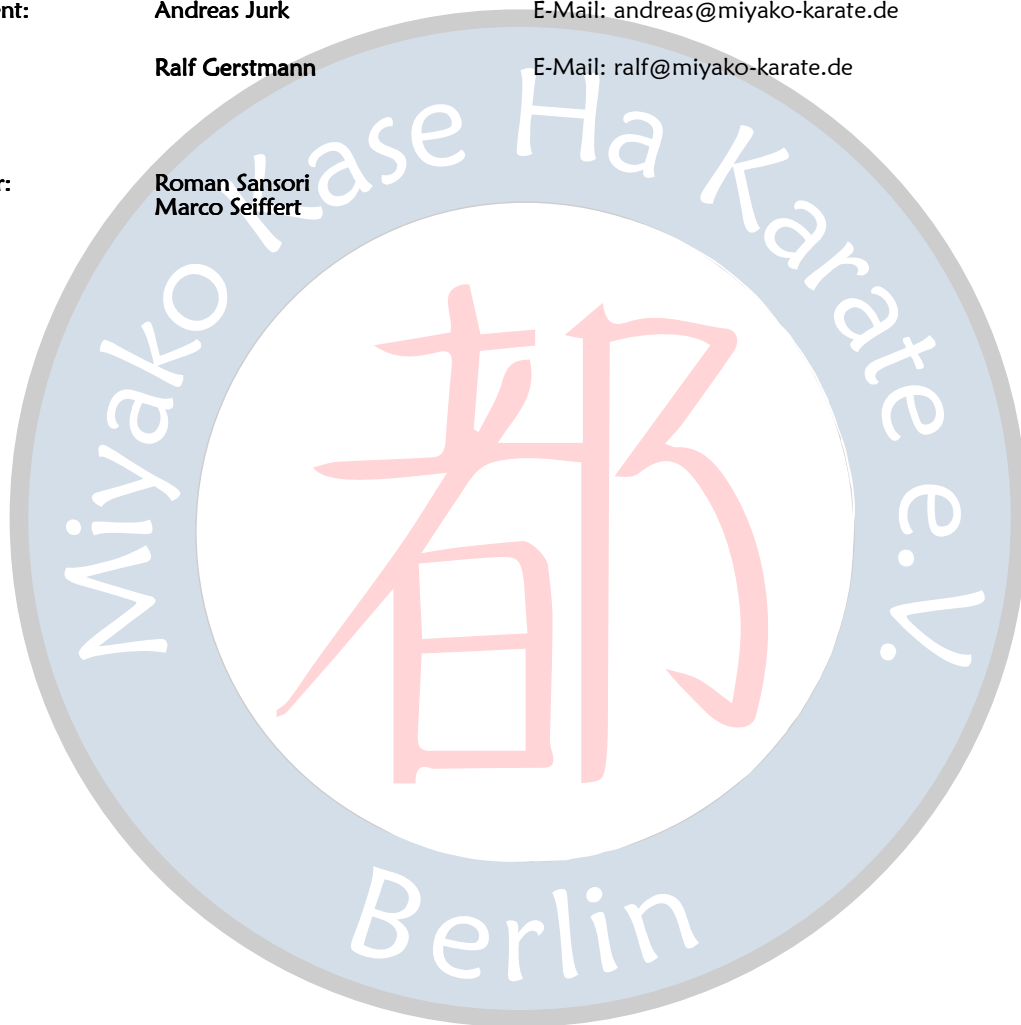 nt: Andreas Jurk E-Mail: andreas@miyako-karate.de
Ralf Gerstmann E-Mail: ralf@miyako-karate.de
r: Roman Sansori
Marco Seiffert
Miyako Kase Ha Karate e.V.
都
Berlin